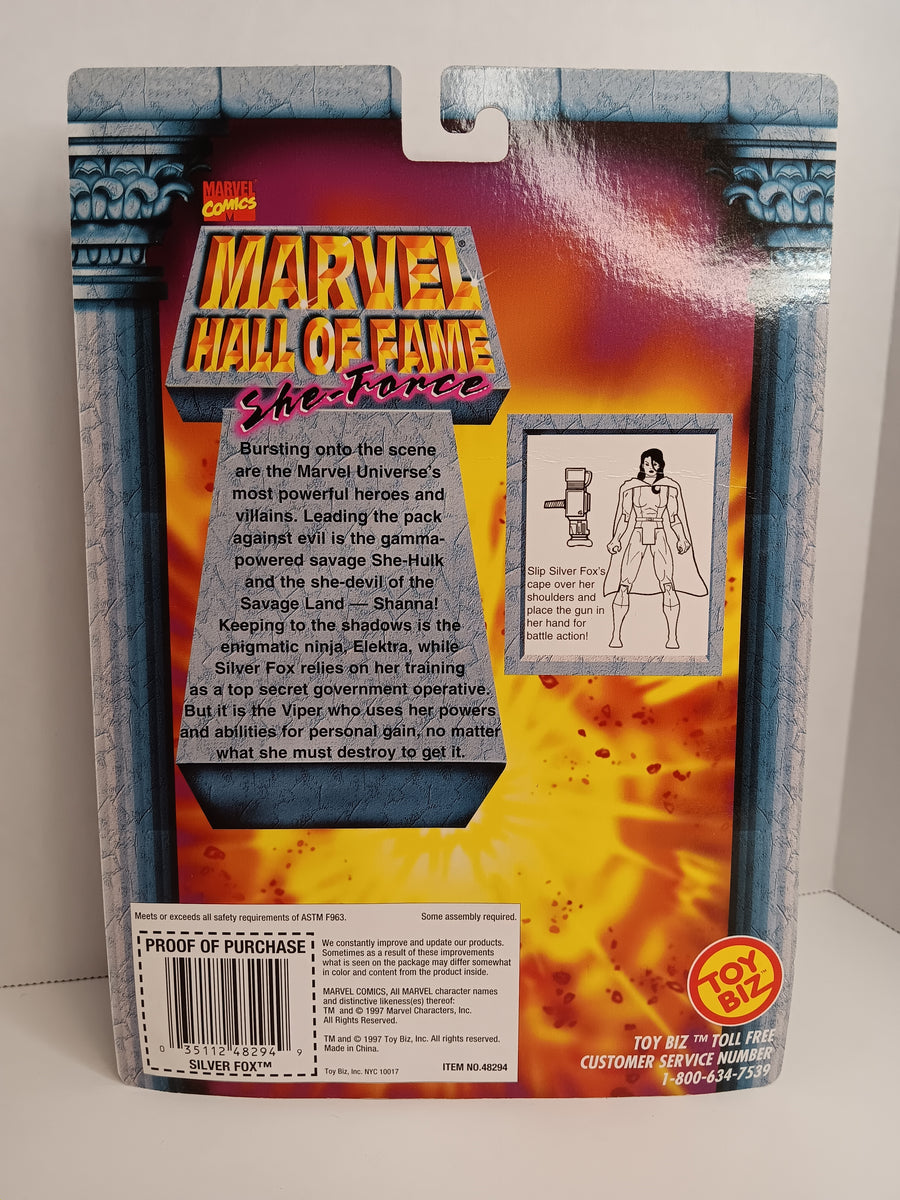 MARVEL
COMICS
MARVEL®
HALL OF FAME
She-Force
Bursting onto the scene
are the Marvel Universe's
most powerful heroes and
villains. Leading the pack
against evil is the gamma-
powered savage She-Hulk
and the she-devil of the
Savage Land — Shanna!
Keeping to the shadows is the
enigmatic ninja, Elektra, while
Silver Fox relies on her training
as a top secret government operative.
But it is the Viper who uses her powers
and abilities for personal gain, no matter
what she must destroy to get it.
Slip Silver Fox's
cape over her
shoulders and
place the gun in
her hand for
battle action!
Meets or exceeds all safety requirements of ASTM F963.
Some assembly required.
PROOF OF PURCHASE
0 35112 48294 9
SILVER FOX™
We constantly improve and update our products.
Sometimes as a result of these improvements
what is seen on the package may differ somewhat
in color and content from the product inside.
MARVEL COMICS, All MARVEL character names
and distinctive likeness(es) thereof:
TM and © 1997 Marvel Characters, Inc.
All Rights Reserved.
TM and © 1997 Toy Biz, Inc. All rights reserved.
Made in China.
Toy Biz, Inc. NYC 10017
ITEM NO.48294
TOY
BIZ™
TOY BIZ ™ TOLL FREE
CUSTOMER SERVICE NUMBER
1-800-634-7539